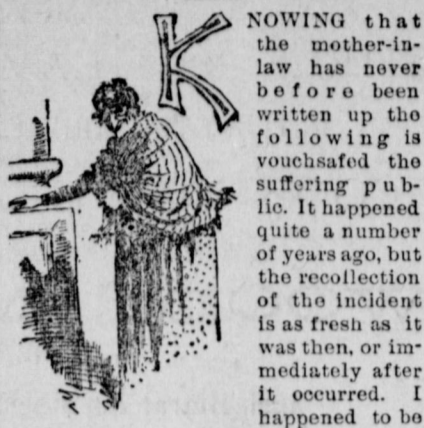 KNOWING that
the mother-in-
law has never
before been
written up the
following is
vouchsafed the
suffering pub-
lic. It happened
quite a number
of years ago, but
the recollection
of the incident
is as fresh as it
was then, or im-
mediately after
it occurred. I
happened to be